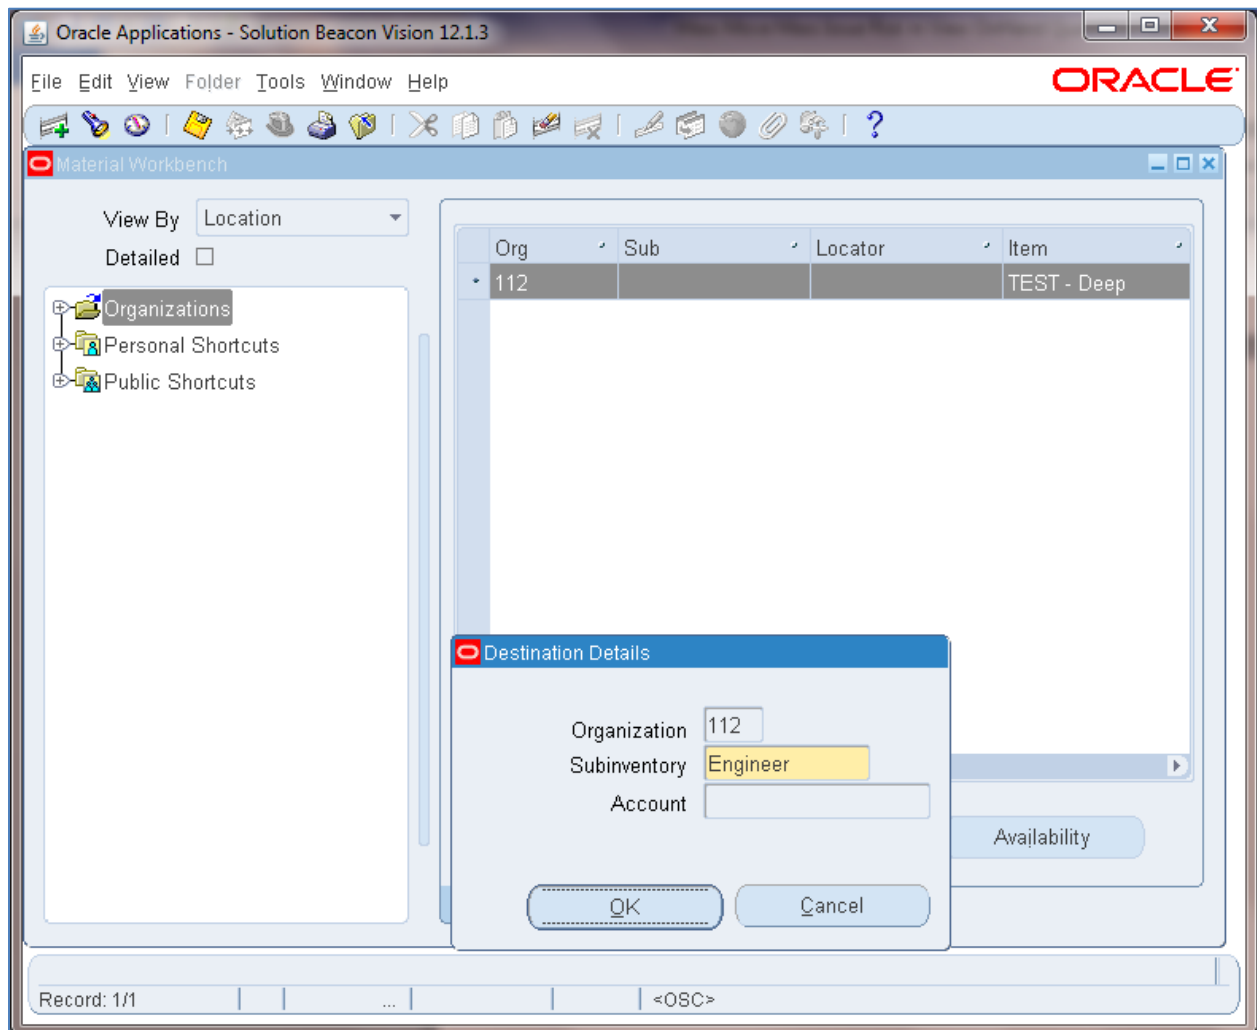 Oracle Applications - Solution Beacon Vision 12.1.3
File Edit View Folder Tools Window Help
ORACLE
Material Workbench
View By Location
Detailed
Organizations
Personal Shortcuts
Public Shortcuts
Org Sub Locator Item
112 TEST - Deep
Destination Details
Organization 112
Subinventory Engineer
Account
Availability
OK Cancel
Record: 1/1 ... <OSC>